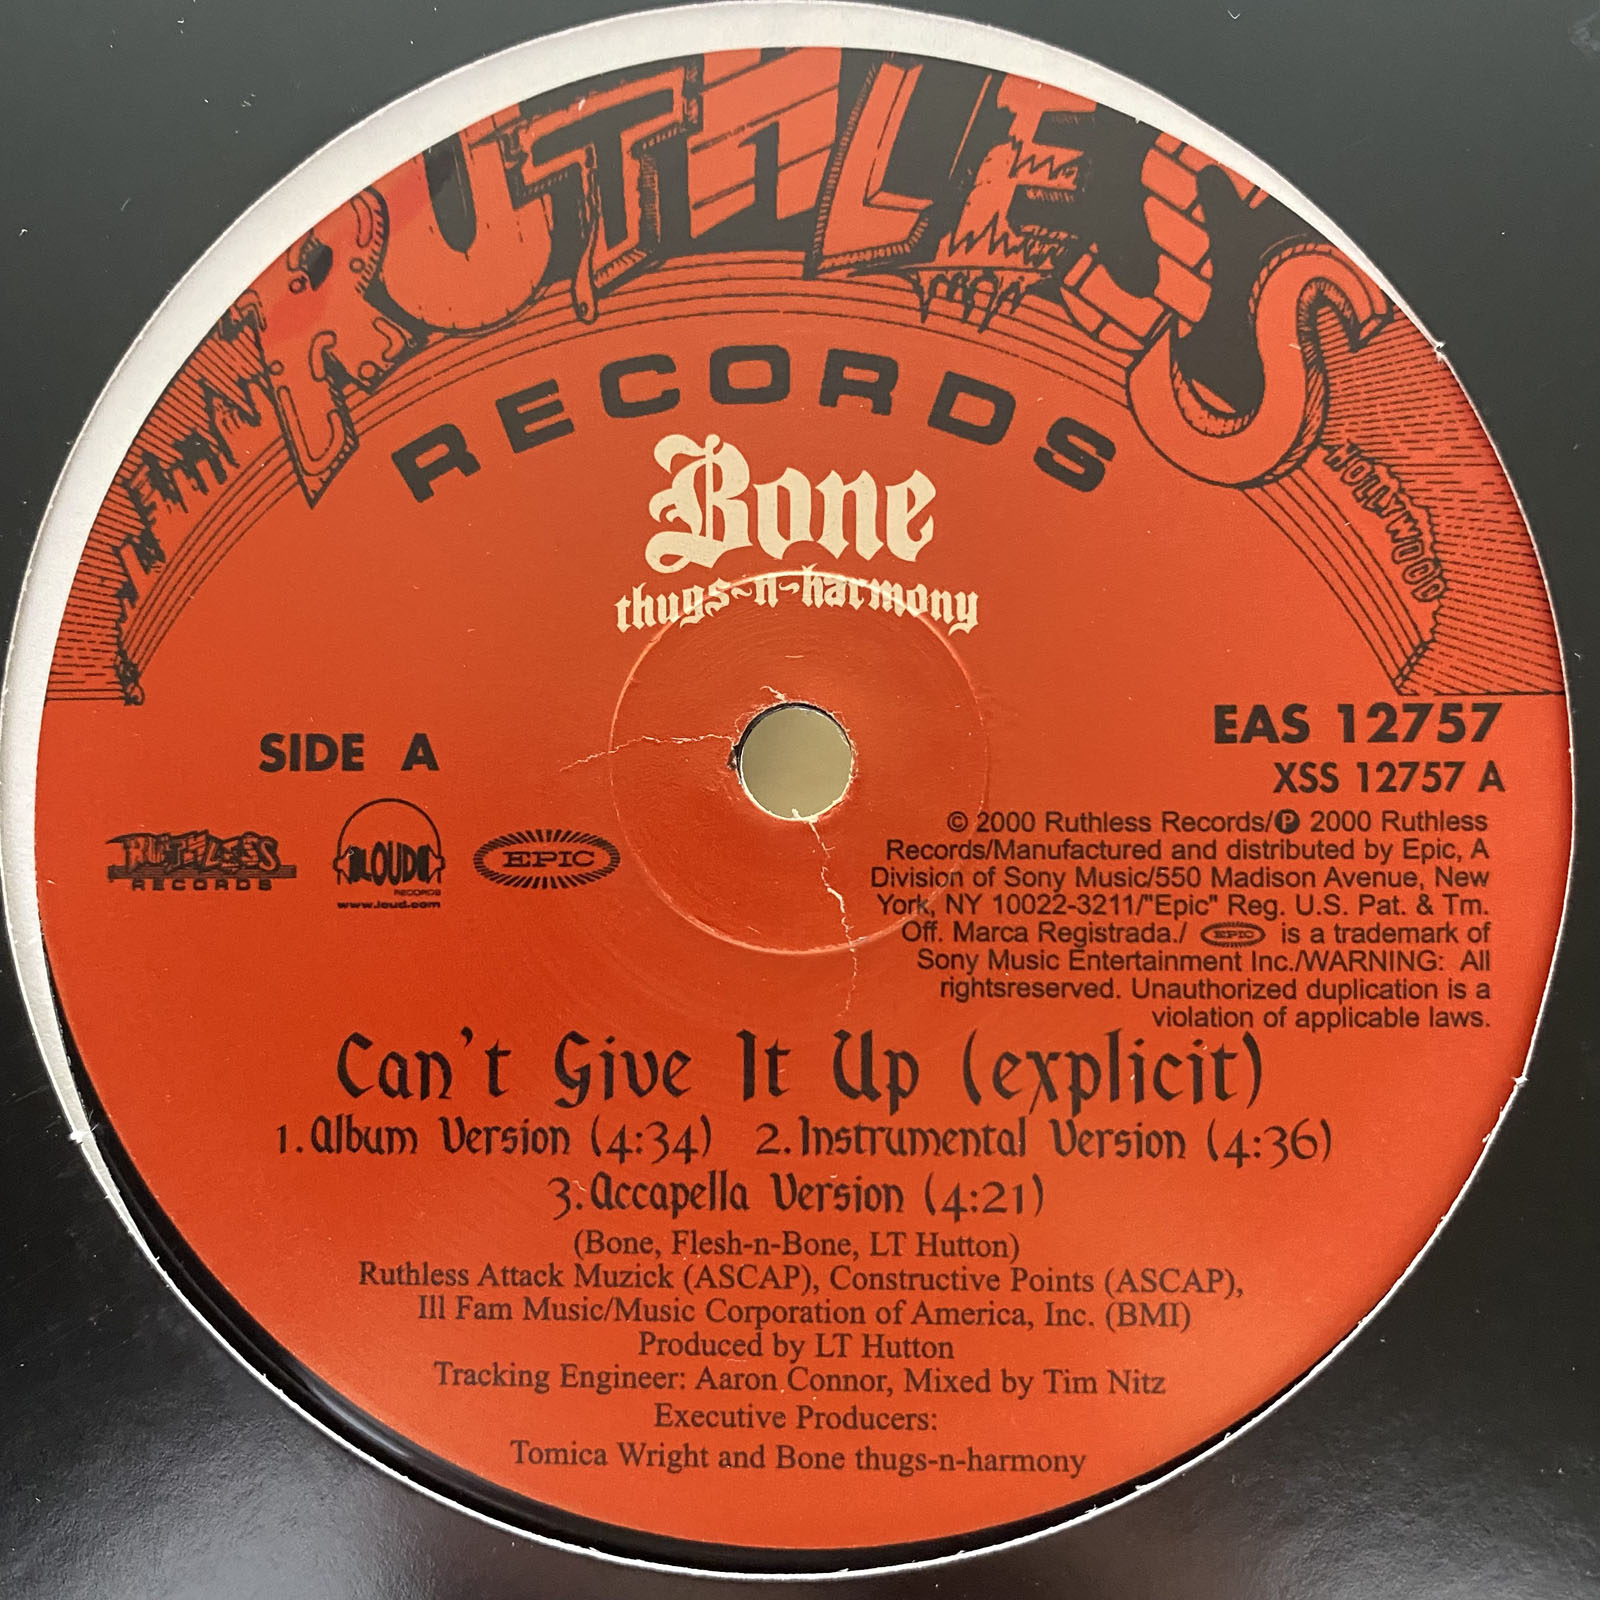 RUTHLESS
RECORDS
HOLLYWOOD
Bone
thugs~n~harmony
SIDE A
EAS 12757
XSS 12757 A
RUTHLESS
RECORDS
LOUD
RECORDS
www.loud.com
EPIC
© 2000 Ruthless Records/℗ 2000 Ruthless
Records/Manufactured and distributed by Epic, A
Division of Sony Music/550 Madison Avenue, New
York, NY 10022-3211/"Epic" Reg. U.S. Pat. & Tm.
Off. Marca Registrada./ EPIC is a trademark of
Sony Music Entertainment Inc./WARNING: All
rightsreserved. Unauthorized duplication is a
violation of applicable laws.
Can't Give It Up (explicit)
1. Album Version (4:34) 2. Instrumental Version (4:36)
3. Accapella Version (4:21)
(Bone, Flesh-n-Bone, LT Hutton)
Ruthless Attack Muzick (ASCAP), Constructive Points (ASCAP),
Ill Fam Music/Music Corporation of America, Inc. (BMI)
Produced by LT Hutton
Tracking Engineer: Aaron Connor, Mixed by Tim Nitz
Executive Producers:
Tomica Wright and Bone thugs-n-harmony